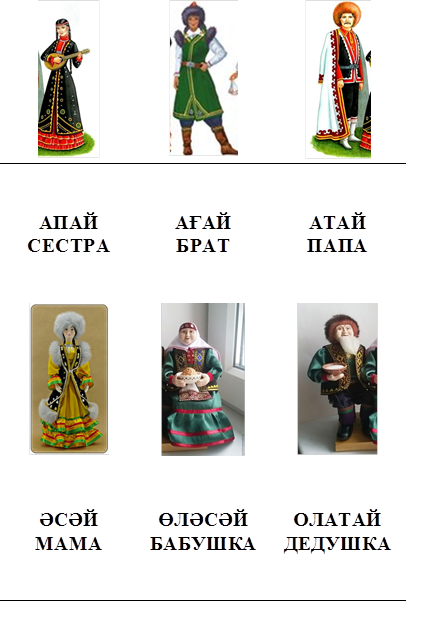 АПАЙ АҒАЙ АТАЙ
СЕСТРА БРАТ ПАПА
ӘСӘЙ ӨЛӘСӘЙ ОЛАТАЙ
МАМА БАБУШКА ДЕДУШКА